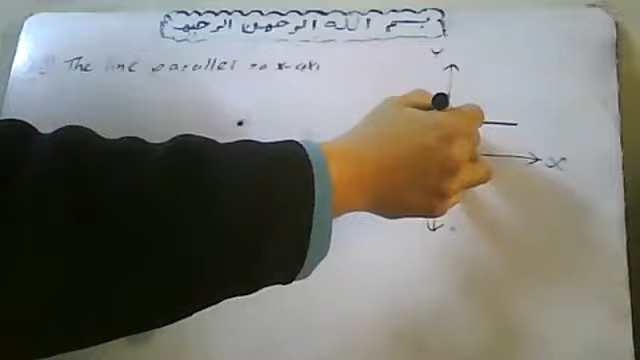 بسم الله الرحمن الرحيم
Y
The line parallel to x-axis
X